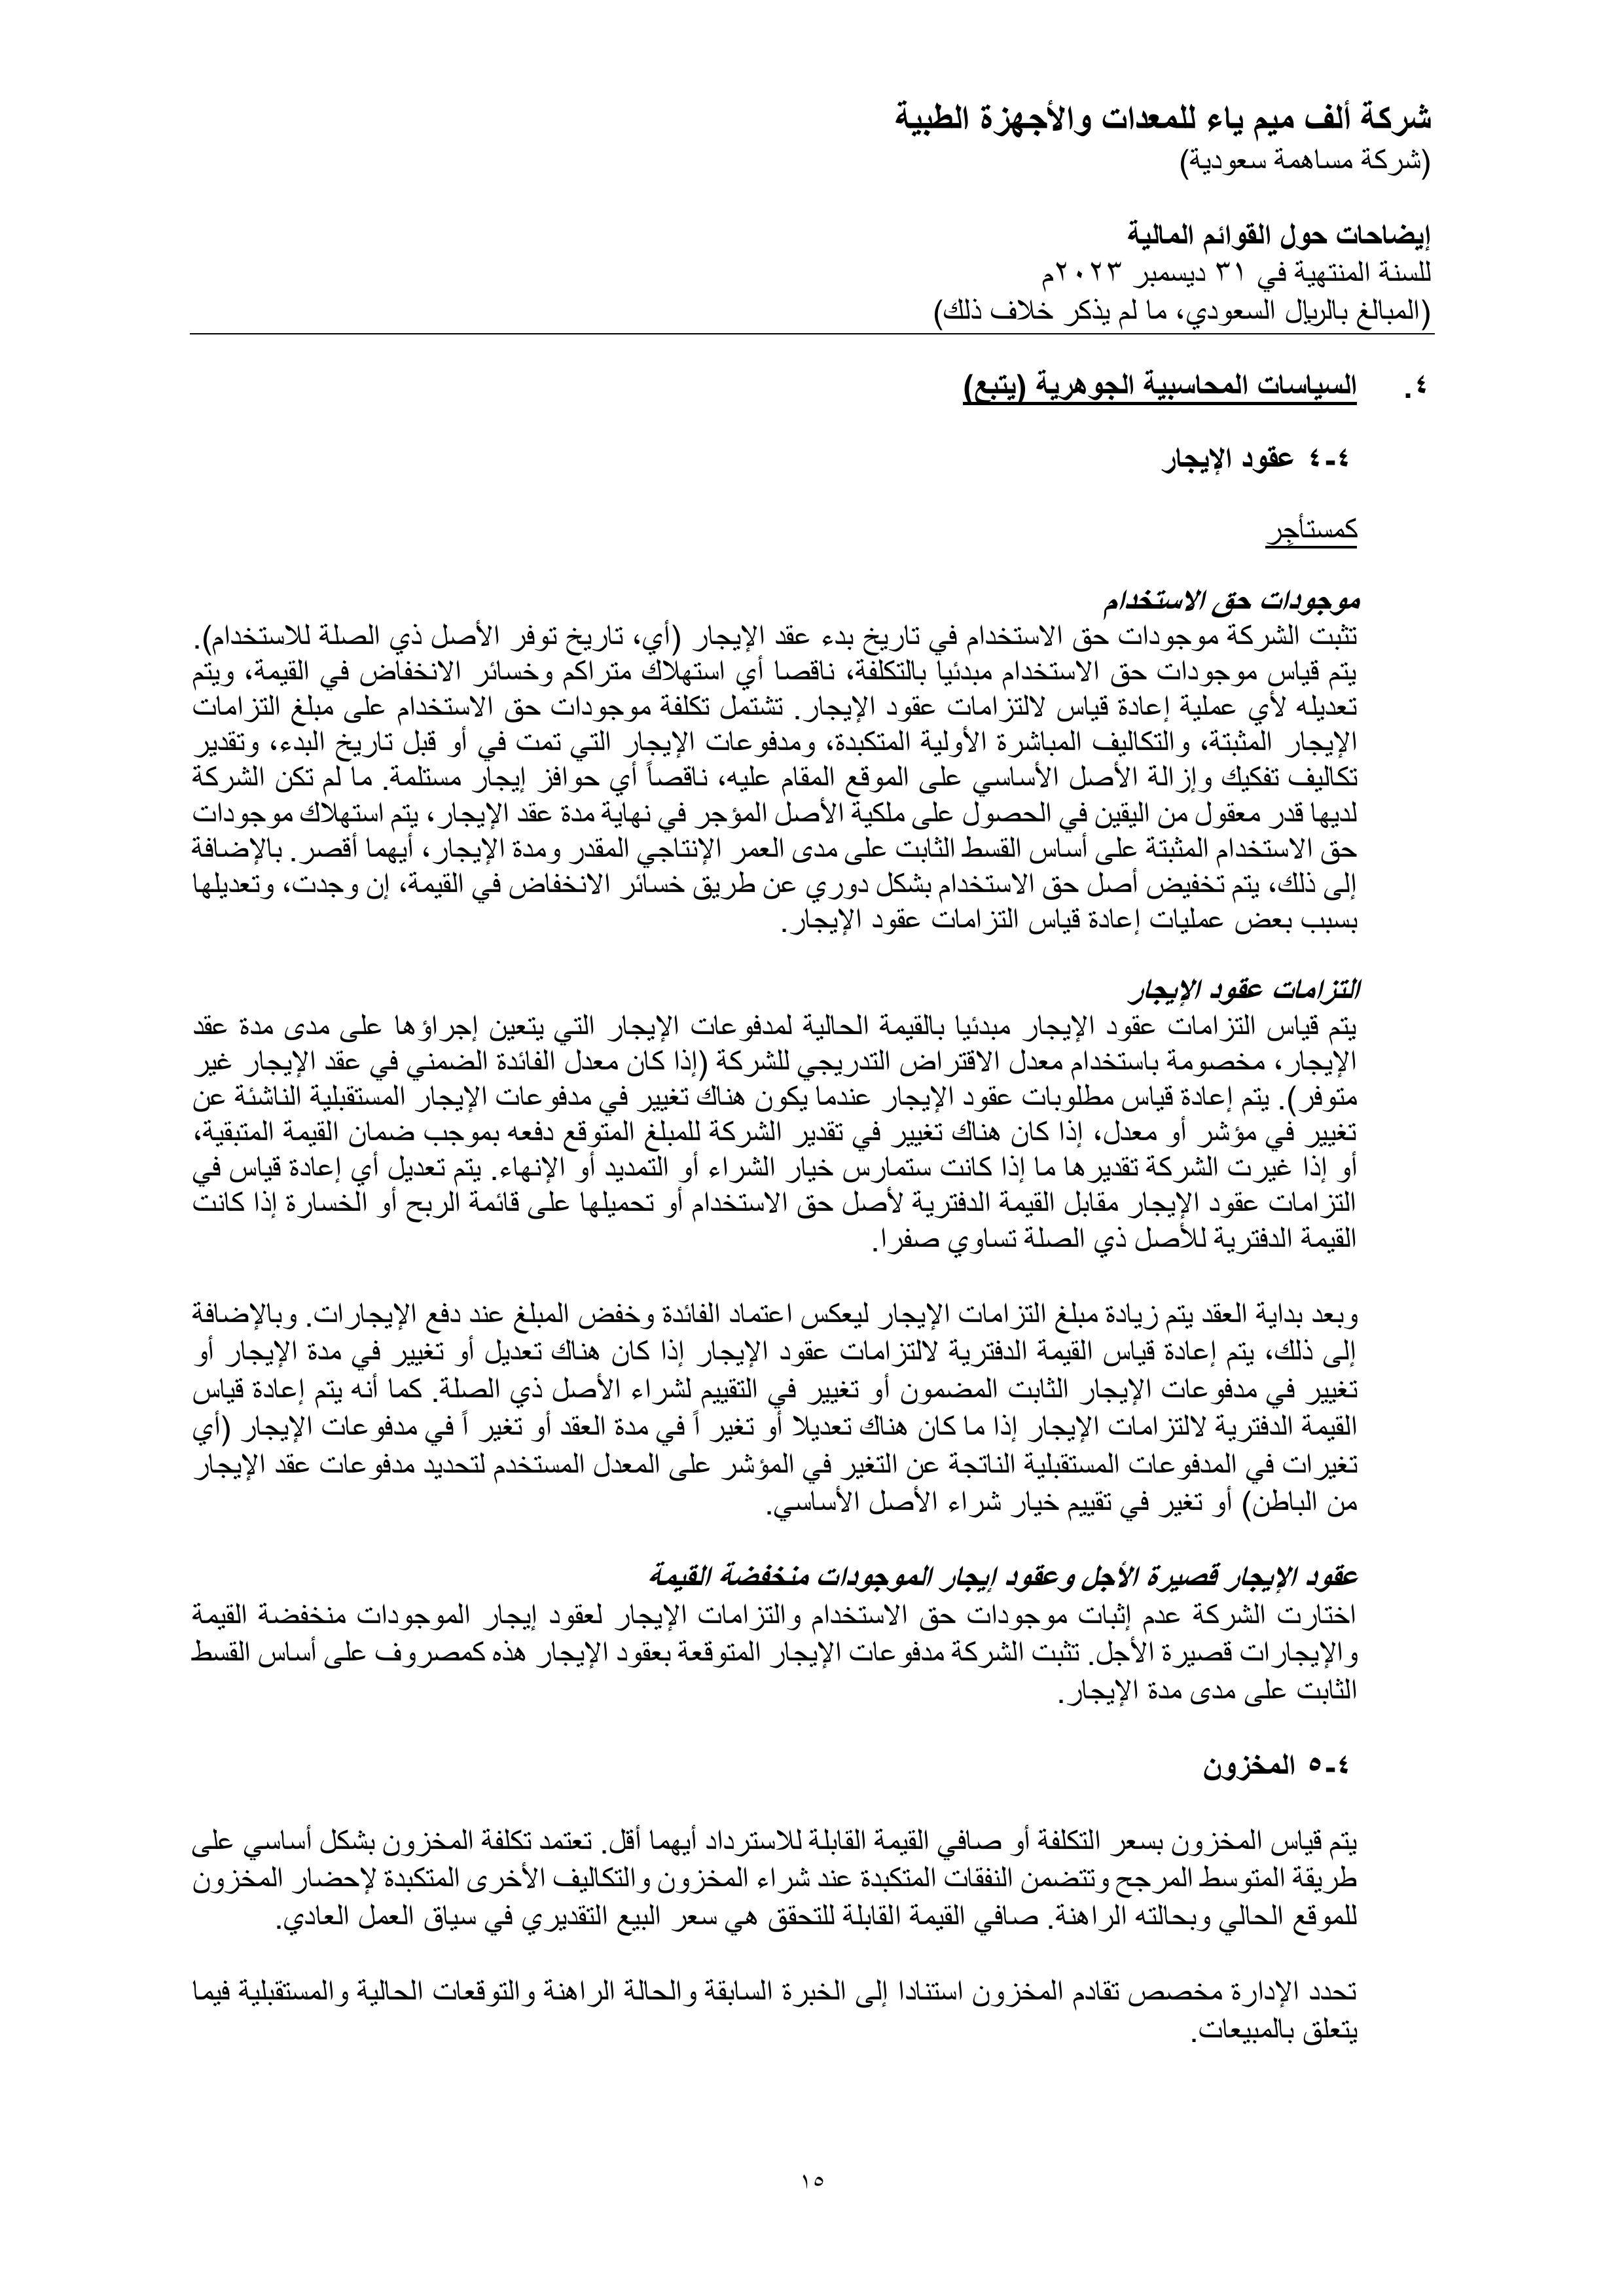 شركة ألف ميم ياء للمعدات والأجهزة الطبية
(شركة مساهمة سعودية)
إيضاحات حول القوائم المالية
للسنة المنتهية في ٣١ ديسمبر ٢٠٢٣م
(المبالغ بالريال السعودي، ما لم يذكر خلاف ذلك)
٤. السياسات المحاسبية الجوهرية (يتبع)
٤-٤ عقود الإيجار
كمستأجِر
موجودات حق الاستخدام
تثبت الشركة موجودات حق الاستخدام في تاريخ بدء عقد الإيجار (أي، تاريخ توفر الأصل ذي الصلة للاستخدام).
يتم قياس موجودات حق الاستخدام مبدئيا بالتكلفة، ناقصا أي استهلاك متراكم وخسائر الانخفاض في القيمة، ويتم
تعديله لأي عملية إعادة قياس لالتزامات عقود الإيجار. تشتمل تكلفة موجودات حق الاستخدام على مبلغ التزامات
الإيجار المثبتة، والتكاليف المباشرة الأولية المتكبدة، ومدفوعات الإيجار التي تمت في أو قبل تاريخ البدء، وتقدير
تكاليف تفكيك وإزالة الأصل الأساسي على الموقع المقام عليه، ناقصاً أي حوافز إيجار مستلمة. ما لم تكن الشركة
لديها قدر معقول من اليقين في الحصول على ملكية الأصل المؤجر في نهاية مدة عقد الإيجار، يتم استهلاك موجودات
حق الاستخدام المثبتة على أساس القسط الثابت على مدى العمر الإنتاجي المقدر ومدة الإيجار، أيهما أقصر. بالإضافة
إلى ذلك، يتم تخفيض أصل حق الاستخدام بشكل دوري عن طريق خسائر الانخفاض في القيمة، إن وجدت، وتعديلها
بسبب بعض عمليات إعادة قياس التزامات عقود الإيجار.
التزامات عقود الإيجار
يتم قياس التزامات عقود الإيجار مبدئيا بالقيمة الحالية لمدفوعات الإيجار التي يتعين إجراؤها على مدى مدة عقد
الإيجار، مخصومة باستخدام معدل الاقتراض التدريجي للشركة (إذا كان معدل الفائدة الضمني في عقد الإيجار غير
متوفر). يتم إعادة قياس مطلوبات عقود الإيجار عندما يكون هناك تغيير في مدفوعات الإيجار المستقبلية الناشئة عن
تغيير في مؤشر أو معدل، إذا كان هناك تغيير في تقدير الشركة للمبلغ المتوقع دفعه بموجب ضمان القيمة المتبقية،
أو إذا غيرت الشركة تقديرها ما إذا كانت ستمارس خيار الشراء أو التمديد أو الإنهاء. يتم تعديل أي إعادة قياس في
التزامات عقود الإيجار مقابل القيمة الدفترية لأصل حق الاستخدام أو تحميلها على قائمة الربح أو الخسارة إذا كانت
القيمة الدفترية للأصل ذي الصلة تساوي صفرا.
وبعد بداية العقد يتم زيادة مبلغ التزامات الإيجار ليعكس اعتماد الفائدة وخفض المبلغ عند دفع الإيجارات. وبالإضافة
إلى ذلك، يتم إعادة قياس القيمة الدفترية لالتزامات عقود الإيجار إذا كان هناك تعديل أو تغيير في مدة الإيجار أو
تغيير في مدفوعات الإيجار الثابت المضمون أو تغيير في التقييم لشراء الأصل ذي الصلة. كما أنه يتم إعادة قياس
القيمة الدفترية لالتزامات الإيجار إذا ما كان هناك تعديلا أو تغير اً في مدة العقد أو تغير اً في مدفوعات الإيجار (أي
تغيرات في المدفوعات المستقبلية الناتجة عن التغير في المؤشر على المعدل المستخدم لتحديد مدفوعات عقد الإيجار
من الباطن) أو تغير في تقييم خيار شراء الأصل الأساسي.
عقود الإيجار قصيرة الأجل وعقود إيجار الموجودات منخفضة القيمة
اختارت الشركة عدم إثبات موجودات حق الاستخدام والتزامات الإيجار لعقود إيجار الموجودات منخفضة القيمة
والإيجارات قصيرة الأجل. تثبت الشركة مدفوعات الإيجار المتوقعة بعقود الإيجار هذه كمصروف على أساس القسط
الثابت على مدى مدة الإيجار.
٤-٥ المخزون
يتم قياس المخزون بسعر التكلفة أو صافي القيمة القابلة للاسترداد أيهما أقل. تعتمد تكلفة المخزون بشكل أساسي على
طريقة المتوسط المرجح وتتضمن النفقات المتكبدة عند شراء المخزون والتكاليف الأخرى المتكبدة لإحضار المخزون
للموقع الحالي وبحالته الراهنة. صافي القيمة القابلة للتحقق هي سعر البيع التقديري في سياق العمل العادي.
تحدد الإدارة مخصص تقادم المخزون استنادا إلى الخبرة السابقة والحالة الراهنة والتوقعات الحالية والمستقبلية فيما
يتعلق بالمبيعات.
١٥